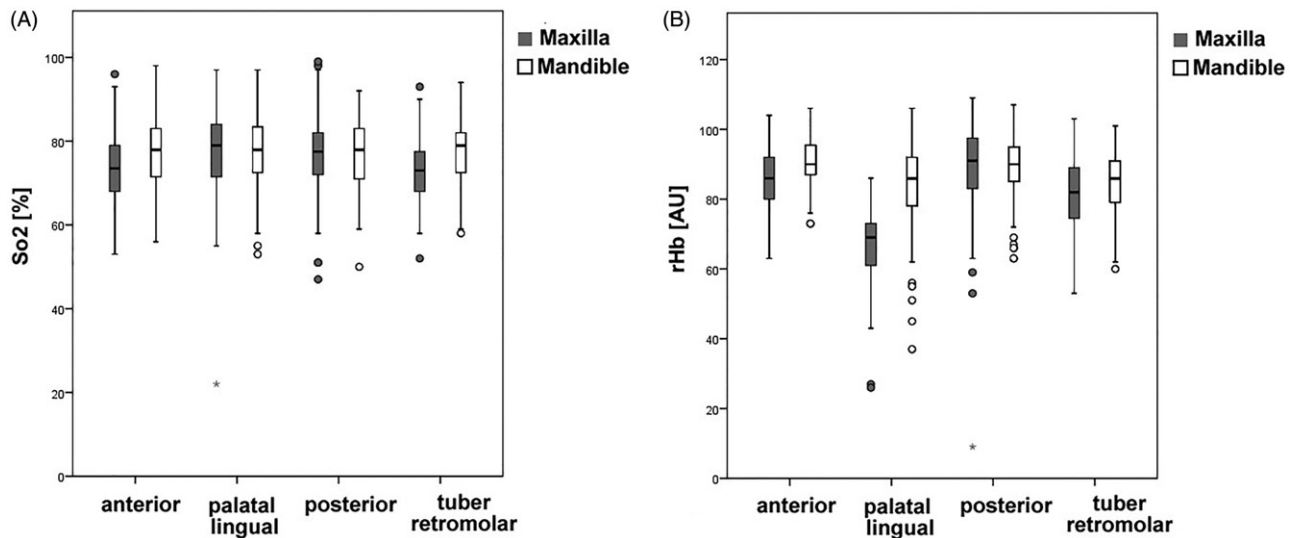 (A)
Maxilla
Mandible
So2 [%]
100
80
60
40
20
0
*
anterior
palatal
lingual
posterior
tuber
retromolar
(B)
Maxilla
Mandible
rHb [AU]
120
100
80
60
40
20
0
*
anterior
palatal
lingual
posterior
tuber
retromolar